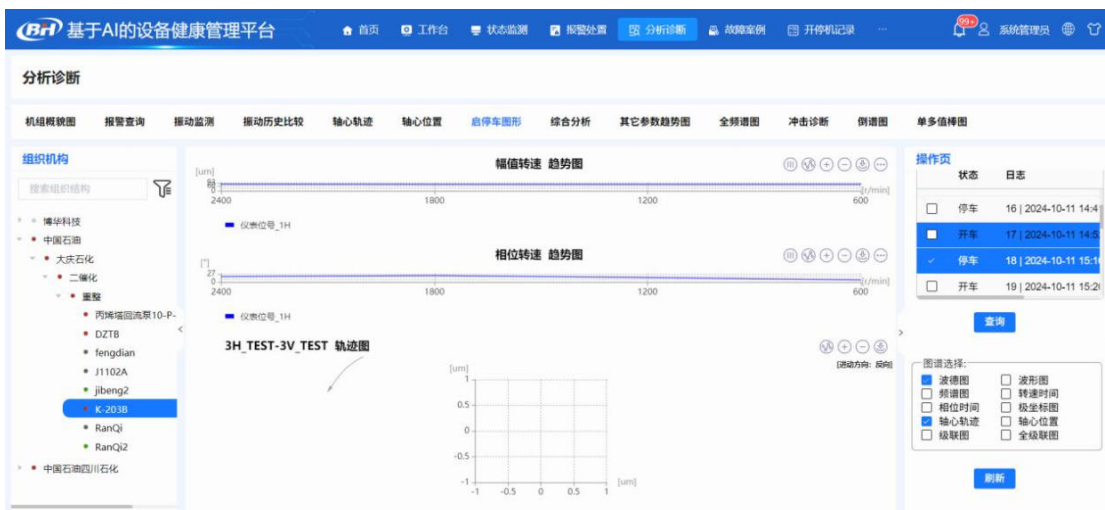 BH 基于AI的设备健康管理平台 首页 工作台 状态监测 报警处置 分析诊断 故障案例 开停机记录 ... 99+ 系统管理员
分析诊断
机组概貌图 报警查询 振动监测 振动历史比较 轴心轨迹 轴心位置 启停车图形 综合分析 其它参数趋势图 全频谱图 冲击诊断 倒谱图 单多值棒图
组织机构
搜索组织结构
博华科技
中国石油
大庆石化
二催化
重整
丙烯塔回流泵10-P-
DZTB
fengdian
J1102A
jibeng2
K-203B
RanQi
RanQi2
中国石油四川石化
幅值转速 趋势图
[um]
0
[r/min]
2400 1800 1200 600
仪表位号_1H
相位转速 趋势图
[°]
27
0
[r/min]
2400 1800 1200 600
仪表位号_1H
3H_TEST-3V_TEST 轨迹图
[进动方向: 反向]
[um]
1
0.5
0
-0.5
-1
-1 -0.5 0 0.5 1 [um]
操作页
状态 日志
停车 16 | 2024-10-11 14:4
开车 17 | 2024-10-11 14:5
停车 18 | 2024-10-11 15:1
开车 19 | 2024-10-11 15:2
查询
图谱选择:
波德图 波形图
频谱图 转速时间
相位时间 极坐标图
轴心轨迹 轴心位置
级联图 全级联图
刷新